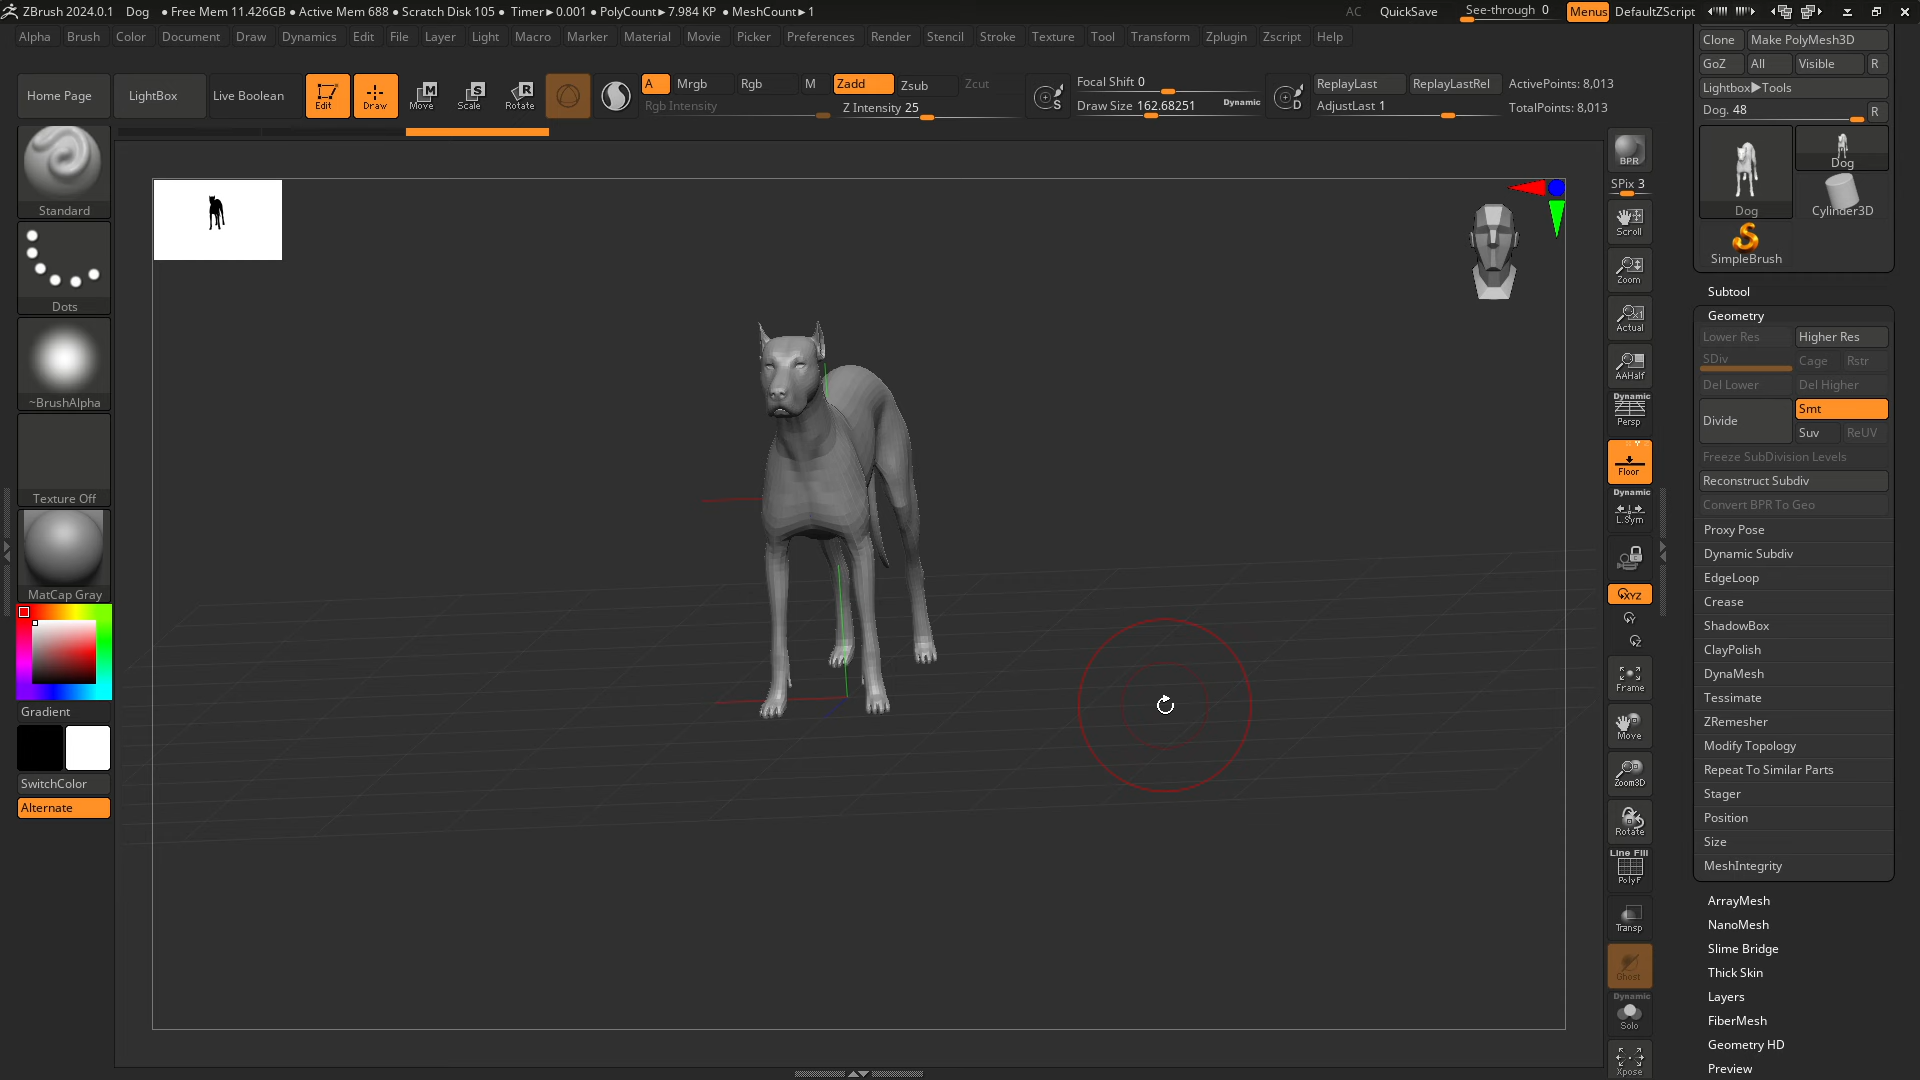 ZBrush 2024.0.1 Dog ● Free Mem 11.426GB ● Active Mem 688 ● Scratch Disk 105 ● Timer►0.001 ● PolyCount►7.984 KP ● MeshCount►1 AC QuickSave See-through 0 Menus DefaultZScript
Alpha Brush Color Document Draw Dynamics Edit File Layer Light Macro Marker Material Movie Picker Preferences Render Stencil Stroke Texture Tool Transform Zplugin Zscript Help
Home Page LightBox Live Boolean Edit Draw Move Scale Rotate
A Mrgb Rgb M Zadd Zsub Zcut
Rgb Intensity Z Intensity 25
S Focal Shift 0
Draw Size 162.68251 Dynamic
D ReplayLast ReplayLastRel ActivePoints: 8,013
AdjustLast 1 TotalPoints: 8,013
Standard
Dots
~BrushAlpha
Texture Off
MatCap Gray
Gradient
SwitchColor
Alternate
BPR
SPix 3
Scroll
Zoom
Actual
AAHalf
Dynamic
Persp
Floor
Dynamic
L.Sym
XYZ
Frame
Move
Zoom3D
Rotate
Line Fill
PolyF
Transp
Ghost
Dynamic
Solo
Xpose
Clone Make PolyMesh3D
GoZ All Visible R
Lightbox►Tools
Dog. 48 R
Dog Dog
Cylinder3D
SimpleBrush
Subtool
Geometry
Lower Res Higher Res
SDiv Cage Rstr
Del Lower Del Higher
Divide Smt
Suv ReUV
Freeze SubDivision Levels
Reconstruct Subdiv
Convert BPR To Geo
Proxy Pose
Dynamic Subdiv
EdgeLoop
Crease
ShadowBox
ClayPolish
DynaMesh
Tessimate
ZRemesher
Modify Topology
Repeat To Similar Parts
Stager
Position
Size
MeshIntegrity
ArrayMesh
NanoMesh
Slime Bridge
Thick Skin
Layers
FiberMesh
Geometry HD
Preview